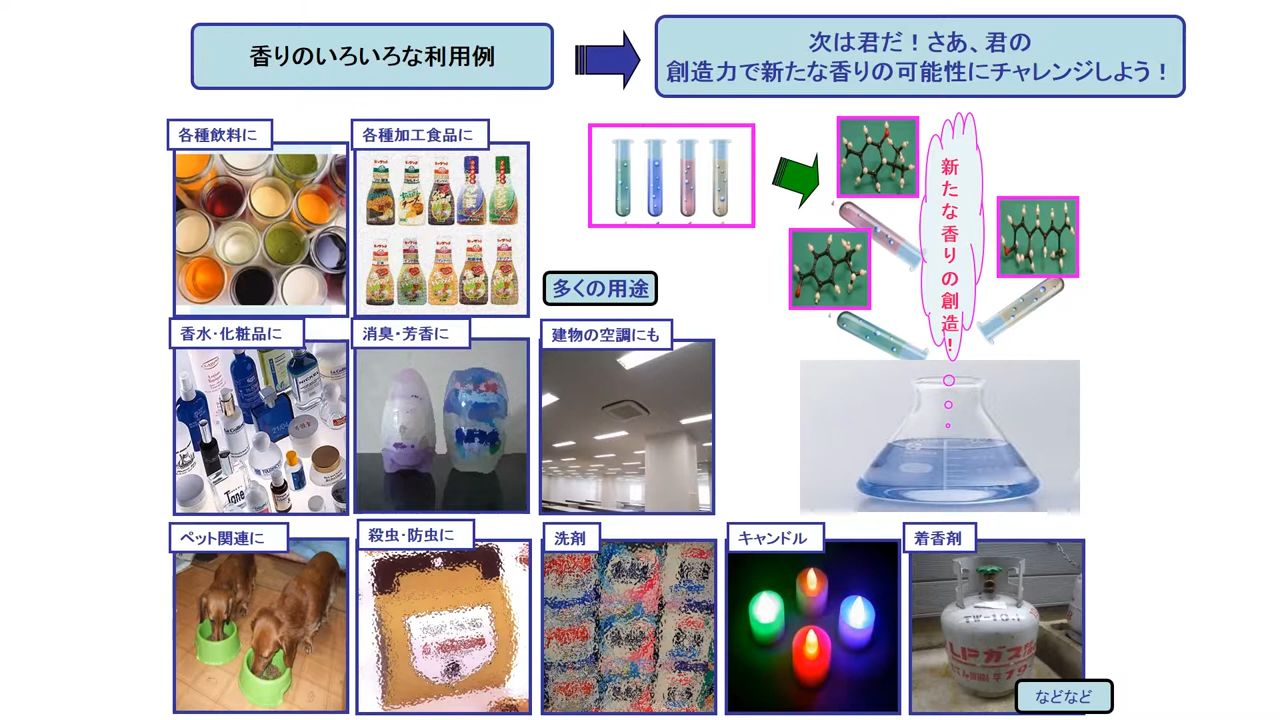 香りのいろいろな利用例
次は君だ！さあ、君の
創造力で新たな香りの可能性にチャレンジしよう！
各種飲料に
各種加工食品に
新たな香りの創造！
多くの用途
香水・化粧品に
消臭・芳香に
建物の空調にも
ペット関連に
殺虫・防虫に
洗剤
キャンドル
着香剤
LPガス
などなど